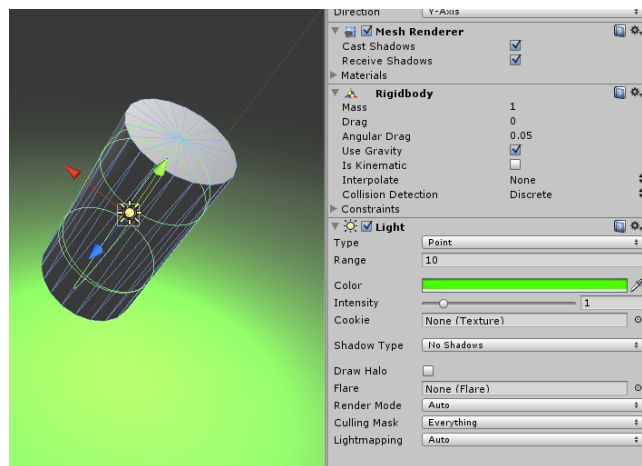 Direction Y-Axis
Mesh Renderer
Cast Shadows
Receive Shadows
Materials
Rigidbody
Mass 1
Drag 0
Angular Drag 0.05
Use Gravity
Is Kinematic
Interpolate None
Collision Detection Discrete
Constraints
Light
Type Point
Range 10
Color
Intensity 1
Cookie None (Texture)
Shadow Type No Shadows
Draw Halo
Flare None (Flare)
Render Mode Auto
Culling Mask Everything
Lightmapping Auto